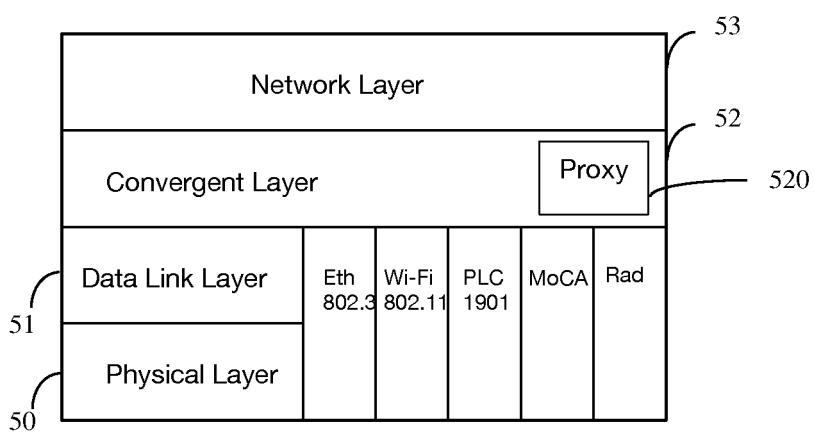 53
Network Layer
52
Convergent Layer
Proxy
520
Data Link Layer
Eth
802.3
Wi-Fi
802.11
PLC
1901
MoCA
Rad
51
Physical Layer
50